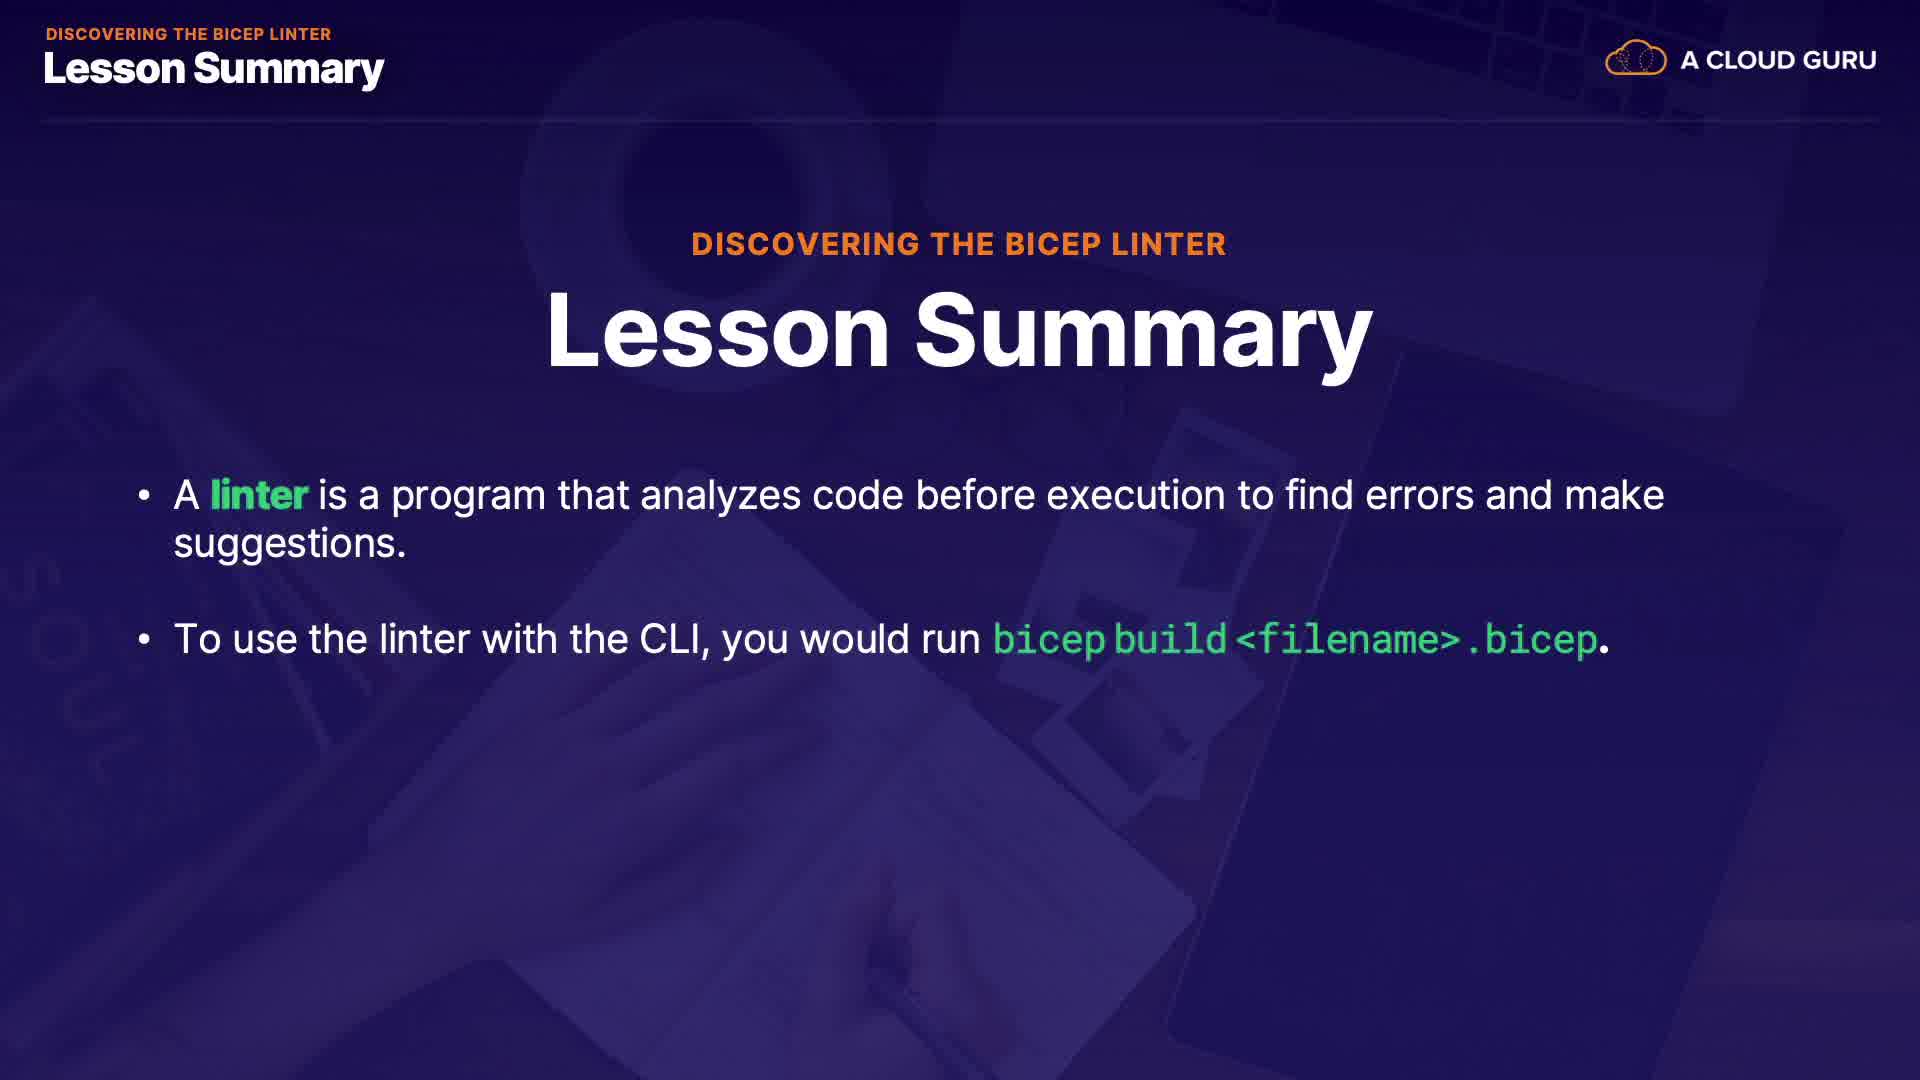 DISCOVERING THE BICEP LINTER
Lesson Summary
A CLOUD GURU
DISCOVERING THE BICEP LINTER
Lesson Summary
• A linter is a program that analyzes code before execution to find errors and make
suggestions.
• To use the linter with the CLI, you would run bicep build <filename>.bicep.
SOUL